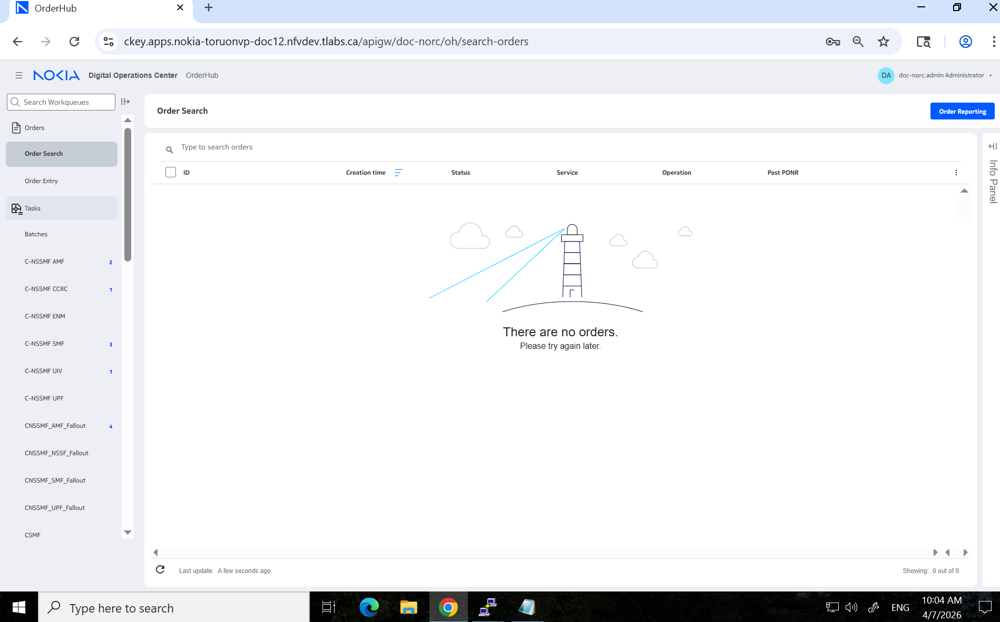 OrderHub
ckey.apps.nokia-toruonvp-doc12.nfvdev.tlabs.ca/apigw/doc-norc/oh/search-orders
NOKIA Digital Operations Center OrderHub
DA doc-norc.admin Administrator
Search Workqueues
Orders
Order Search
Order Entry
Tasks
Batches
C-NSSMF AMF 2
C-NSSMF CCRC 1
C-NSSMF ENM
C-NSSMF SMF 3
C-NSSMF UIV 1
C-NSSMF UPF
CNSSMF_AMF_Fallout 4
CNSSMF_NSSF_Fallout
CNSSMF_SMF_Fallout
CNSSMF_UPF_Fallout
CSMF
Order Search
Order Reporting
Type to search orders
ID Creation time Status Service Operation Past PONR
There are no orders.
Please try again later.
Info Panel
Last update: A few seconds ago
Showing: 0 out of 0
Type here to search
ENG
10:04 AM
4/7/2026